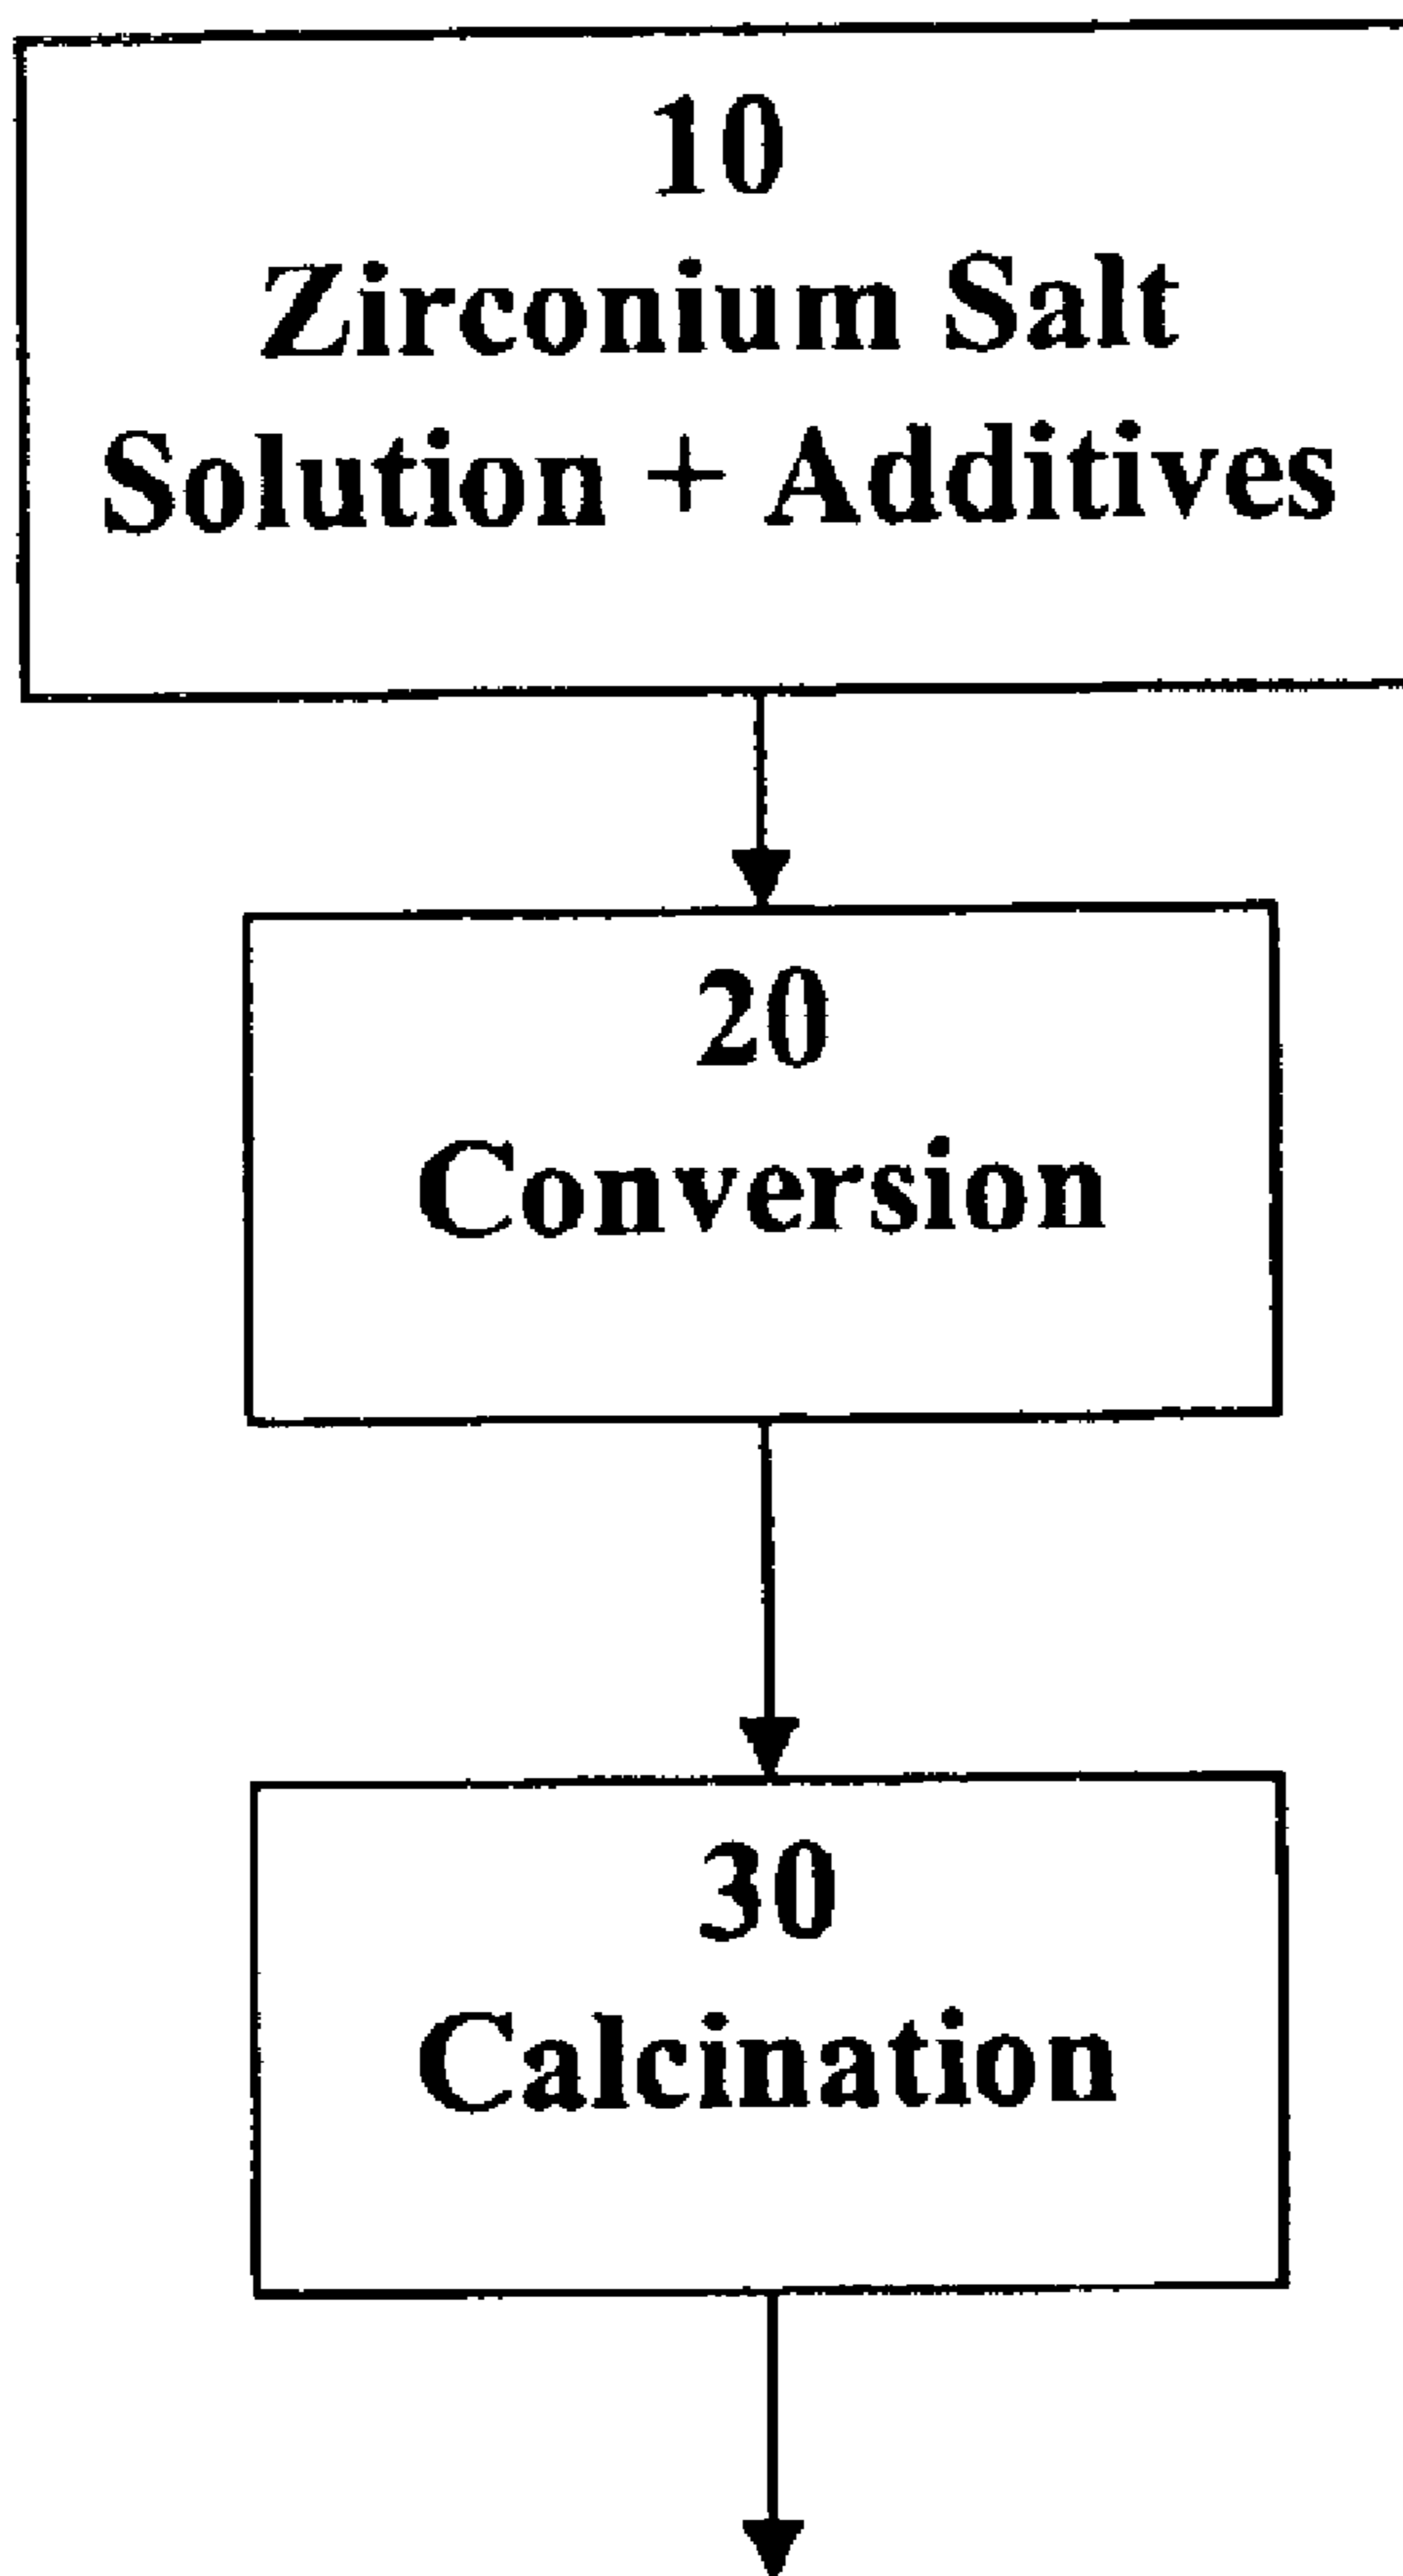 10
Zirconium Salt
Solution + Additives
20
Conversion
30
Calcination